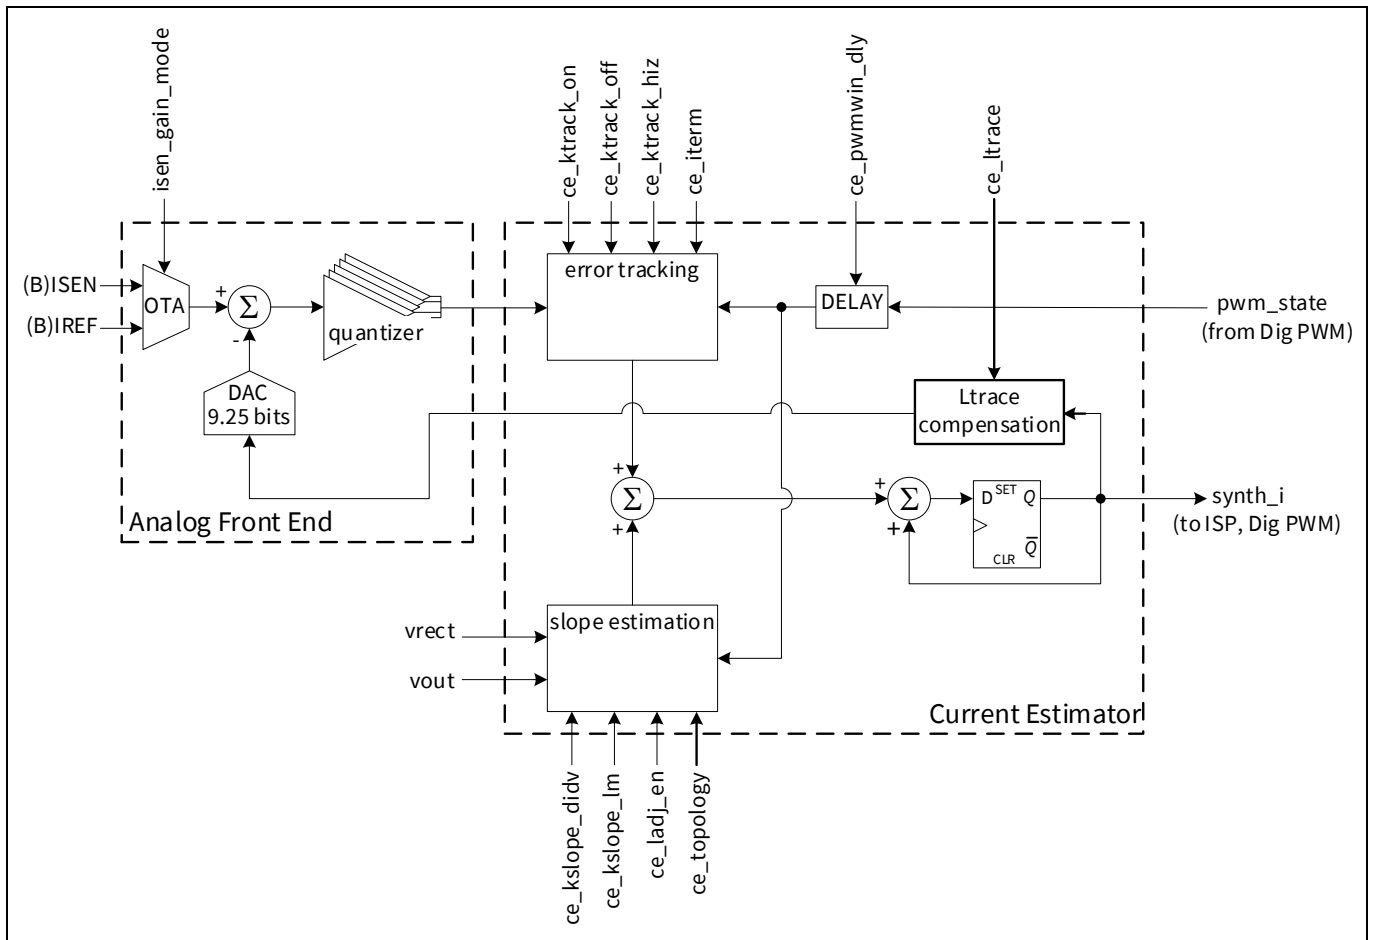 isen_gain_mode
ce_ktrack_on
ce_ktrack_off
ce_ktrack_hiz
ce_iterm
ce_pwmwin_dly
ce_ltrace
(B)ISEN
(B)IREF
OTA
+
Σ
-
quantizer
DAC
9.25 bits
Analog Front End
error tracking
DELAY
pwm_state
(from Dig PWM)
Ltrace
compensation
+
Σ
+
+
Σ
+
D SET Q
CLR Q̅
synth_i
(to ISP, Dig PWM)
vrect
vout
slope estimation
Current Estimator
ce_kslope_didv
ce_kslope_lm
ce_ladj_en
ce_topology